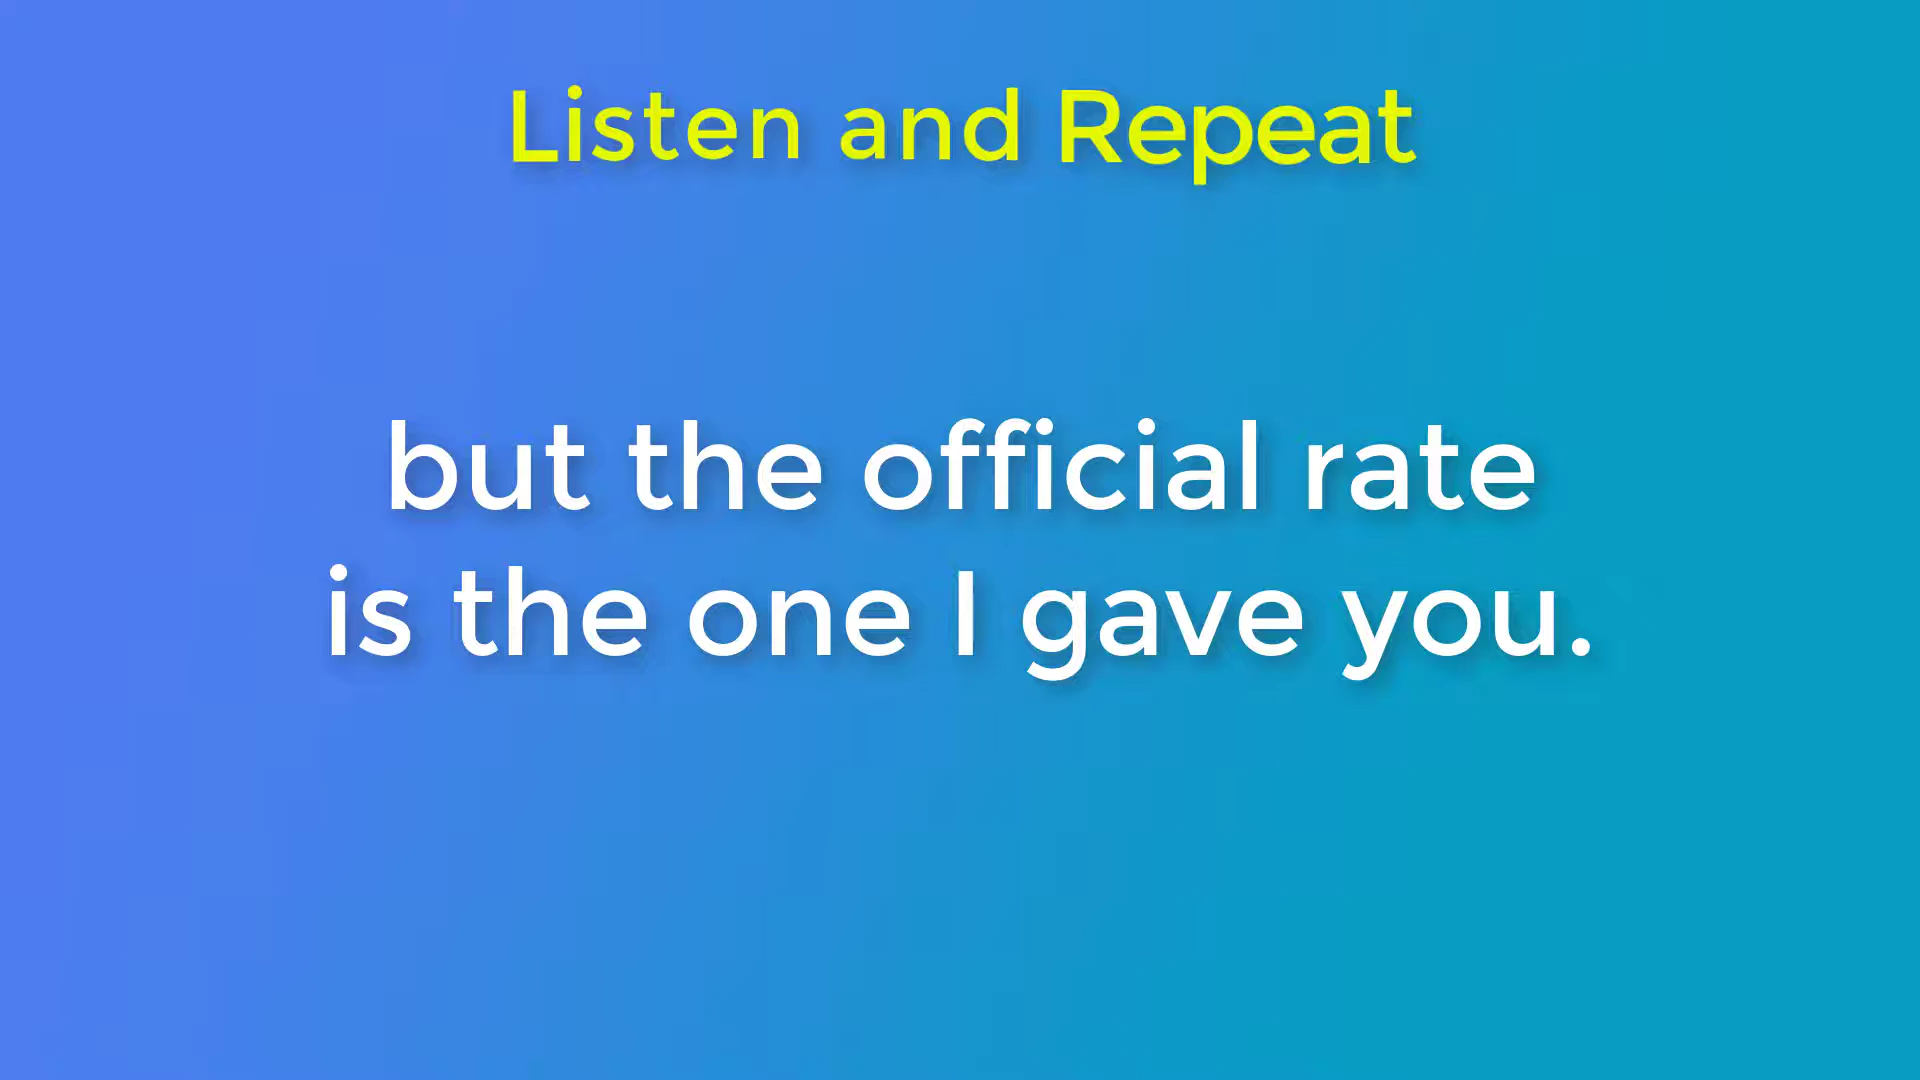 Listen and Repeat
but the official rate
is the one I gave you.